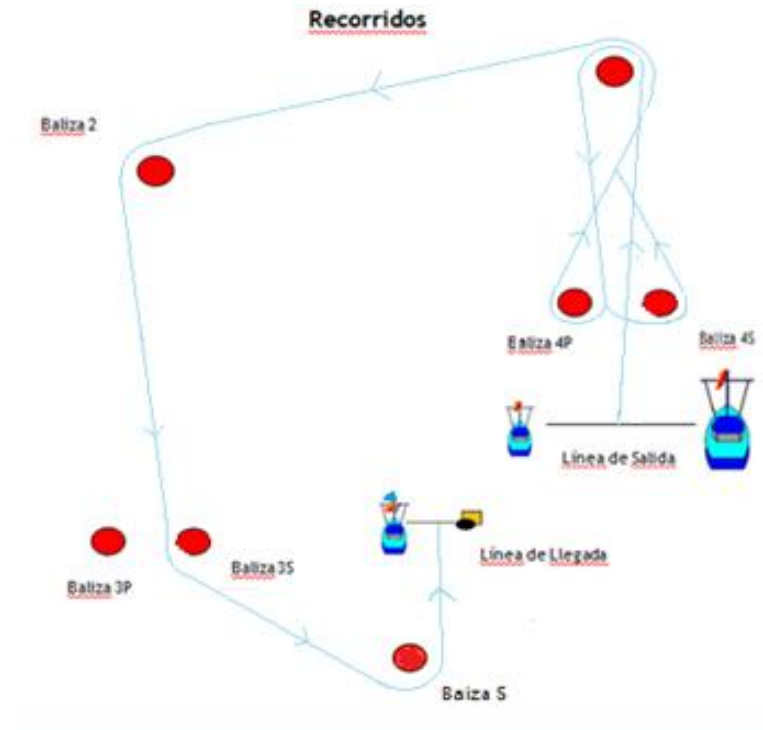 Recorridos
Baliza 2
Baliza 4P
Baliza 4S
Línea de Salida
Línea de Llegada
Baliza 3S
Baliza 3P
Baiza S